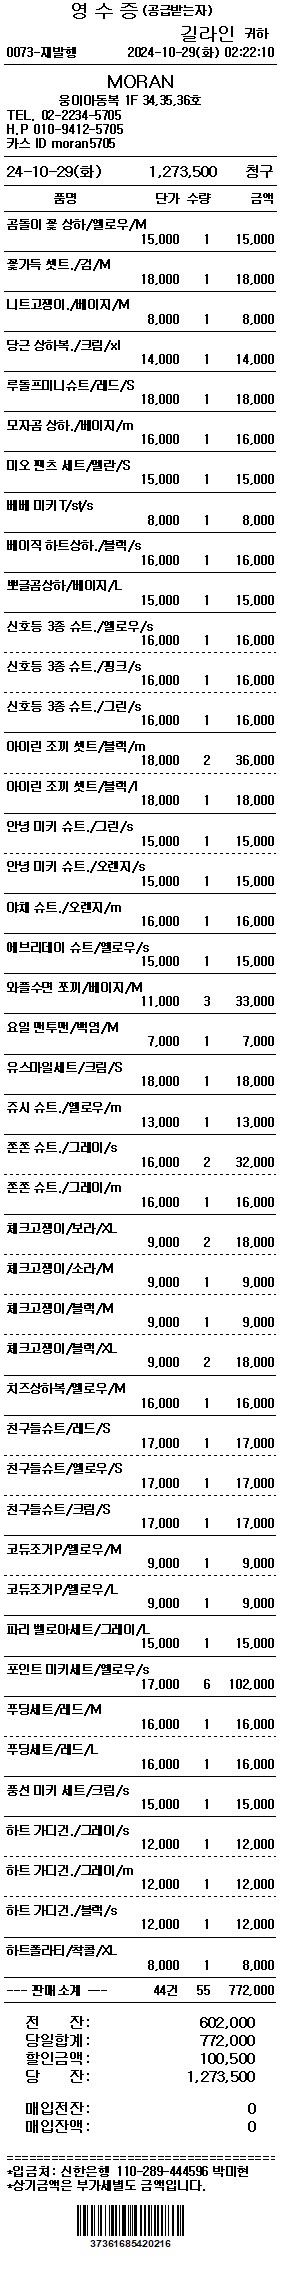 영 수 증 (공급받는자)
길라인 귀하
0073-재발행 2024-10-29(화) 02:22:10
MORAN
웅이아동복 1F 34,35,36호
TEL. 02-2234-5705
H.P 010-9412-5705
카스 ID moran5705
24-10-29(화) 1,273,500 청구
품명 단가 수량 금액
곰돌이 꽃 상하/옐로우/M
15,000 1 15,000
꽃가득 셋트./검/M
18,000 1 18,000
니트고쟁이./베이지/M
8,000 1 8,000
당근 상하복./크림/xl
14,000 1 14,000
루돌프미니슈트/레드/S
18,000 1 18,000
모자곰 상하./베이지/m
16,000 1 16,000
미오 팬츠 세트/멜란/S
15,000 1 15,000
베베 미키T/st/s
8,000 1 8,000
베이직 하트상하./블럭/s
16,000 1 16,000
뽀글곰상하/베이지/L
15,000 1 15,000
신호등 3종 슈트./옐로우/s
16,000 1 16,000
신호등 3종 슈트./핑크/s
16,000 1 16,000
신호등 3종 슈트./그린/s
16,000 1 16,000
아이린 조끼 셋트/블럭/m
18,000 2 36,000
아이린 조끼 셋트/블럭/l
18,000 1 18,000
안녕 미키 슈트./그린/s
15,000 1 15,000
안녕 미키 슈트./오렌지/s
15,000 1 15,000
야채 슈트./오렌지/m
16,000 1 16,000
에브리데이 슈트/옐로우/s
15,000 1 15,000
와플수면 쪼끼/베이지/M
11,000 3 33,000
요일 맨투맨/백염/M
7,000 1 7,000
유스마일세트/크림/S
18,000 1 18,000
쥬시 슈트./옐로우/m
13,000 1 13,000
쫀쫀 슈트./그레이/s
16,000 2 32,000
쫀쫀 슈트./그레이/m
16,000 1 16,000
체크고쟁이/보라/XL
9,000 2 18,000
체크고쟁이/소라/M
9,000 1 9,000
체크고쟁이/블럭/M
9,000 1 9,000
체크고쟁이/블럭/XL
9,000 2 18,000
치즈상하복/옐로우/M
16,000 1 16,000
친구들슈트/레드/S
17,000 1 17,000
친구들슈트/옐로우/S
17,000 1 17,000
친구들슈트/크림/S
17,000 1 17,000
코듀조거P/옐로우/M
9,000 1 9,000
코듀조거P/옐로우/L
9,000 1 9,000
파리 벨로아세트/그레이/L
15,000 1 15,000
포인트 미키세트/옐로우/s
17,000 6 102,000
푸딩세트/레드/M
16,000 1 16,000
푸딩세트/레드/L
16,000 1 16,000
풍선 미키 세트/크림/s
15,000 1 15,000
하트 가디건./그레이/s
12,000 1 12,000
하트 가디건./그레이/m
12,000 1 12,000
하트 가디건./블럭/s
12,000 1 12,000
하트폴라티/차콜/XL
8,000 1 8,000
--- 판매 소계 --- 44건 55 772,000
전 잔: 602,000
당일합계: 772,000
할인금액: 100,500
당 잔: 1,273,500
매입전잔: 0
매입잔액: 0
*입금처: 신한은행 110-289-444596 박미현
*상기금액은 부가세별도 금액입니다.
37361685420216